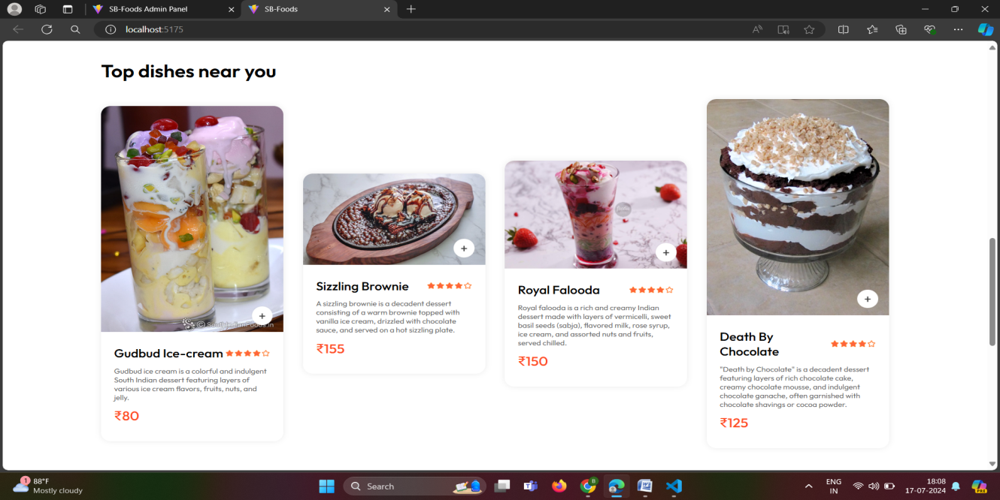 SB-Foods Admin Panel
SB-Foods
localhost:5175
Top dishes near you
Gudbud Ice-cream
Gudbud ice cream is a colorful and indulgent
South Indian dessert featuring layers of
various ice cream flavors, fruits, nuts, and
jelly.
₹80
Sizzling Brownie
A sizzling brownie is a decadent dessert
consisting of a warm brownie topped with
vanilla ice cream, drizzled with chocolate
sauce, and served on a hot sizzling plate.
₹155
Royal Falooda
Royal falooda is a rich and creamy Indian
dessert made with layers of vermicelli, sweet
basil seeds (sabja), flavored milk, rose syrup,
ice cream, and assorted nuts and fruits,
served chilled.
₹150
Death By
Chocolate
"Death by Chocolate" is a decadent dessert
featuring layers of rich chocolate cake,
creamy chocolate mousse, and indulgent
chocolate ganache, often garnished with
chocolate shavings or cocoa powder.
₹125
1
88°F
Mostly cloudy
Search
ENG
IN
18:08
17-07-2024